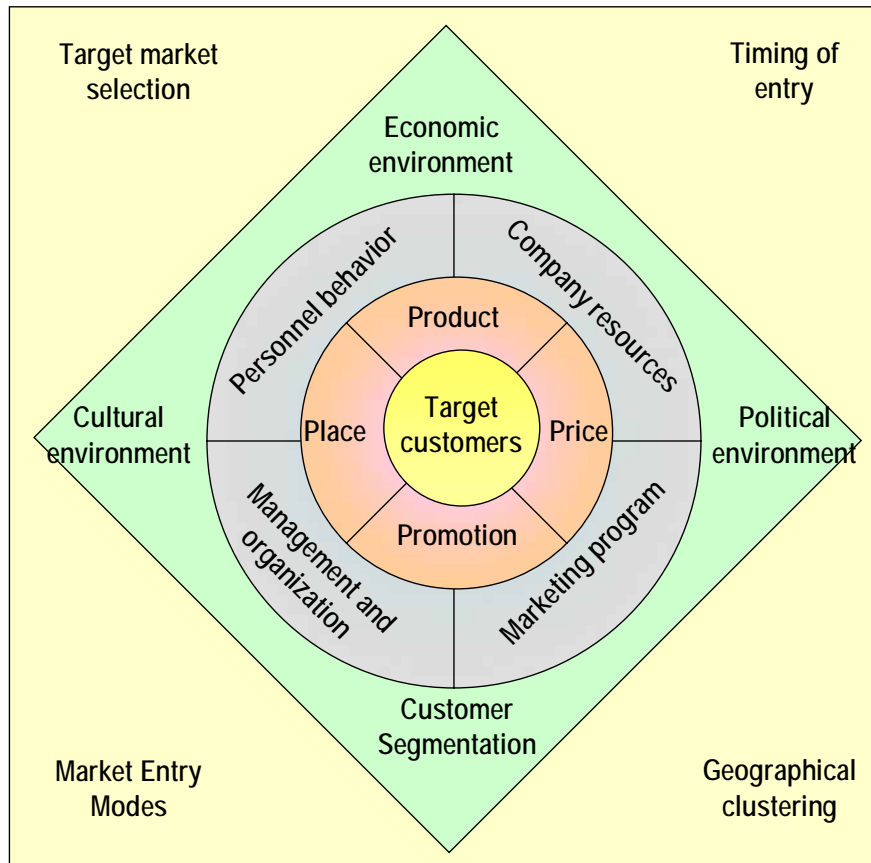 Target market
selection
Timing of
entry
Economic
environment
Personnel behavior
Company resources
Product
Cultural
environment
Place
Target
customers
Price
Political
environment
Promotion
Management and
organization
Marketing program
Customer
Segmentation
Market Entry
Modes
Geographical
clustering